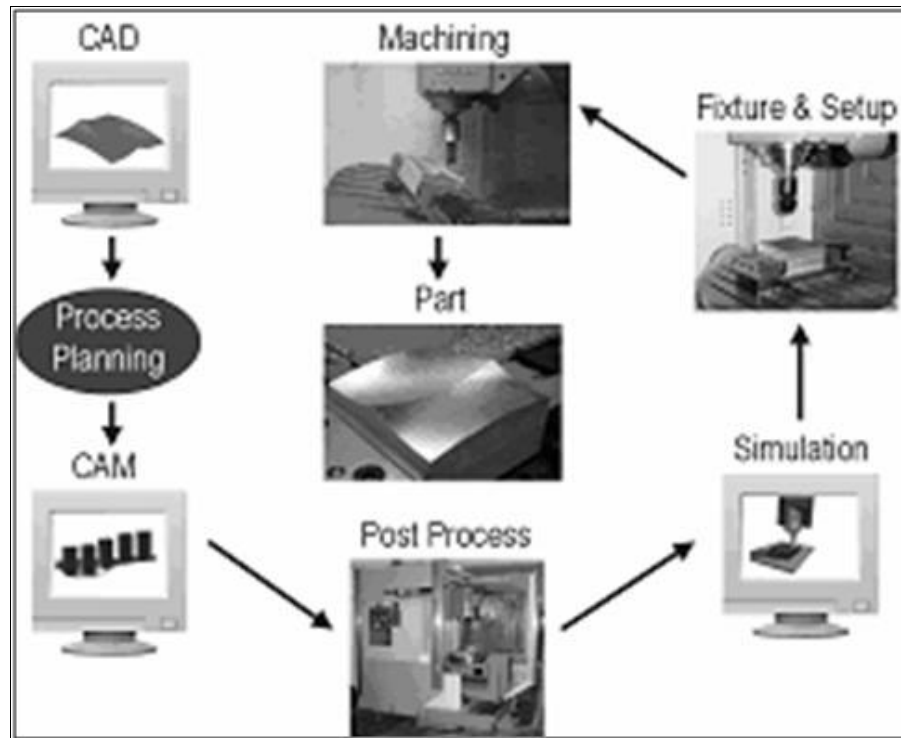 CAD
Machining
Fixture & Setup
Process
Planning
Part
CAM
Simulation
Post Process